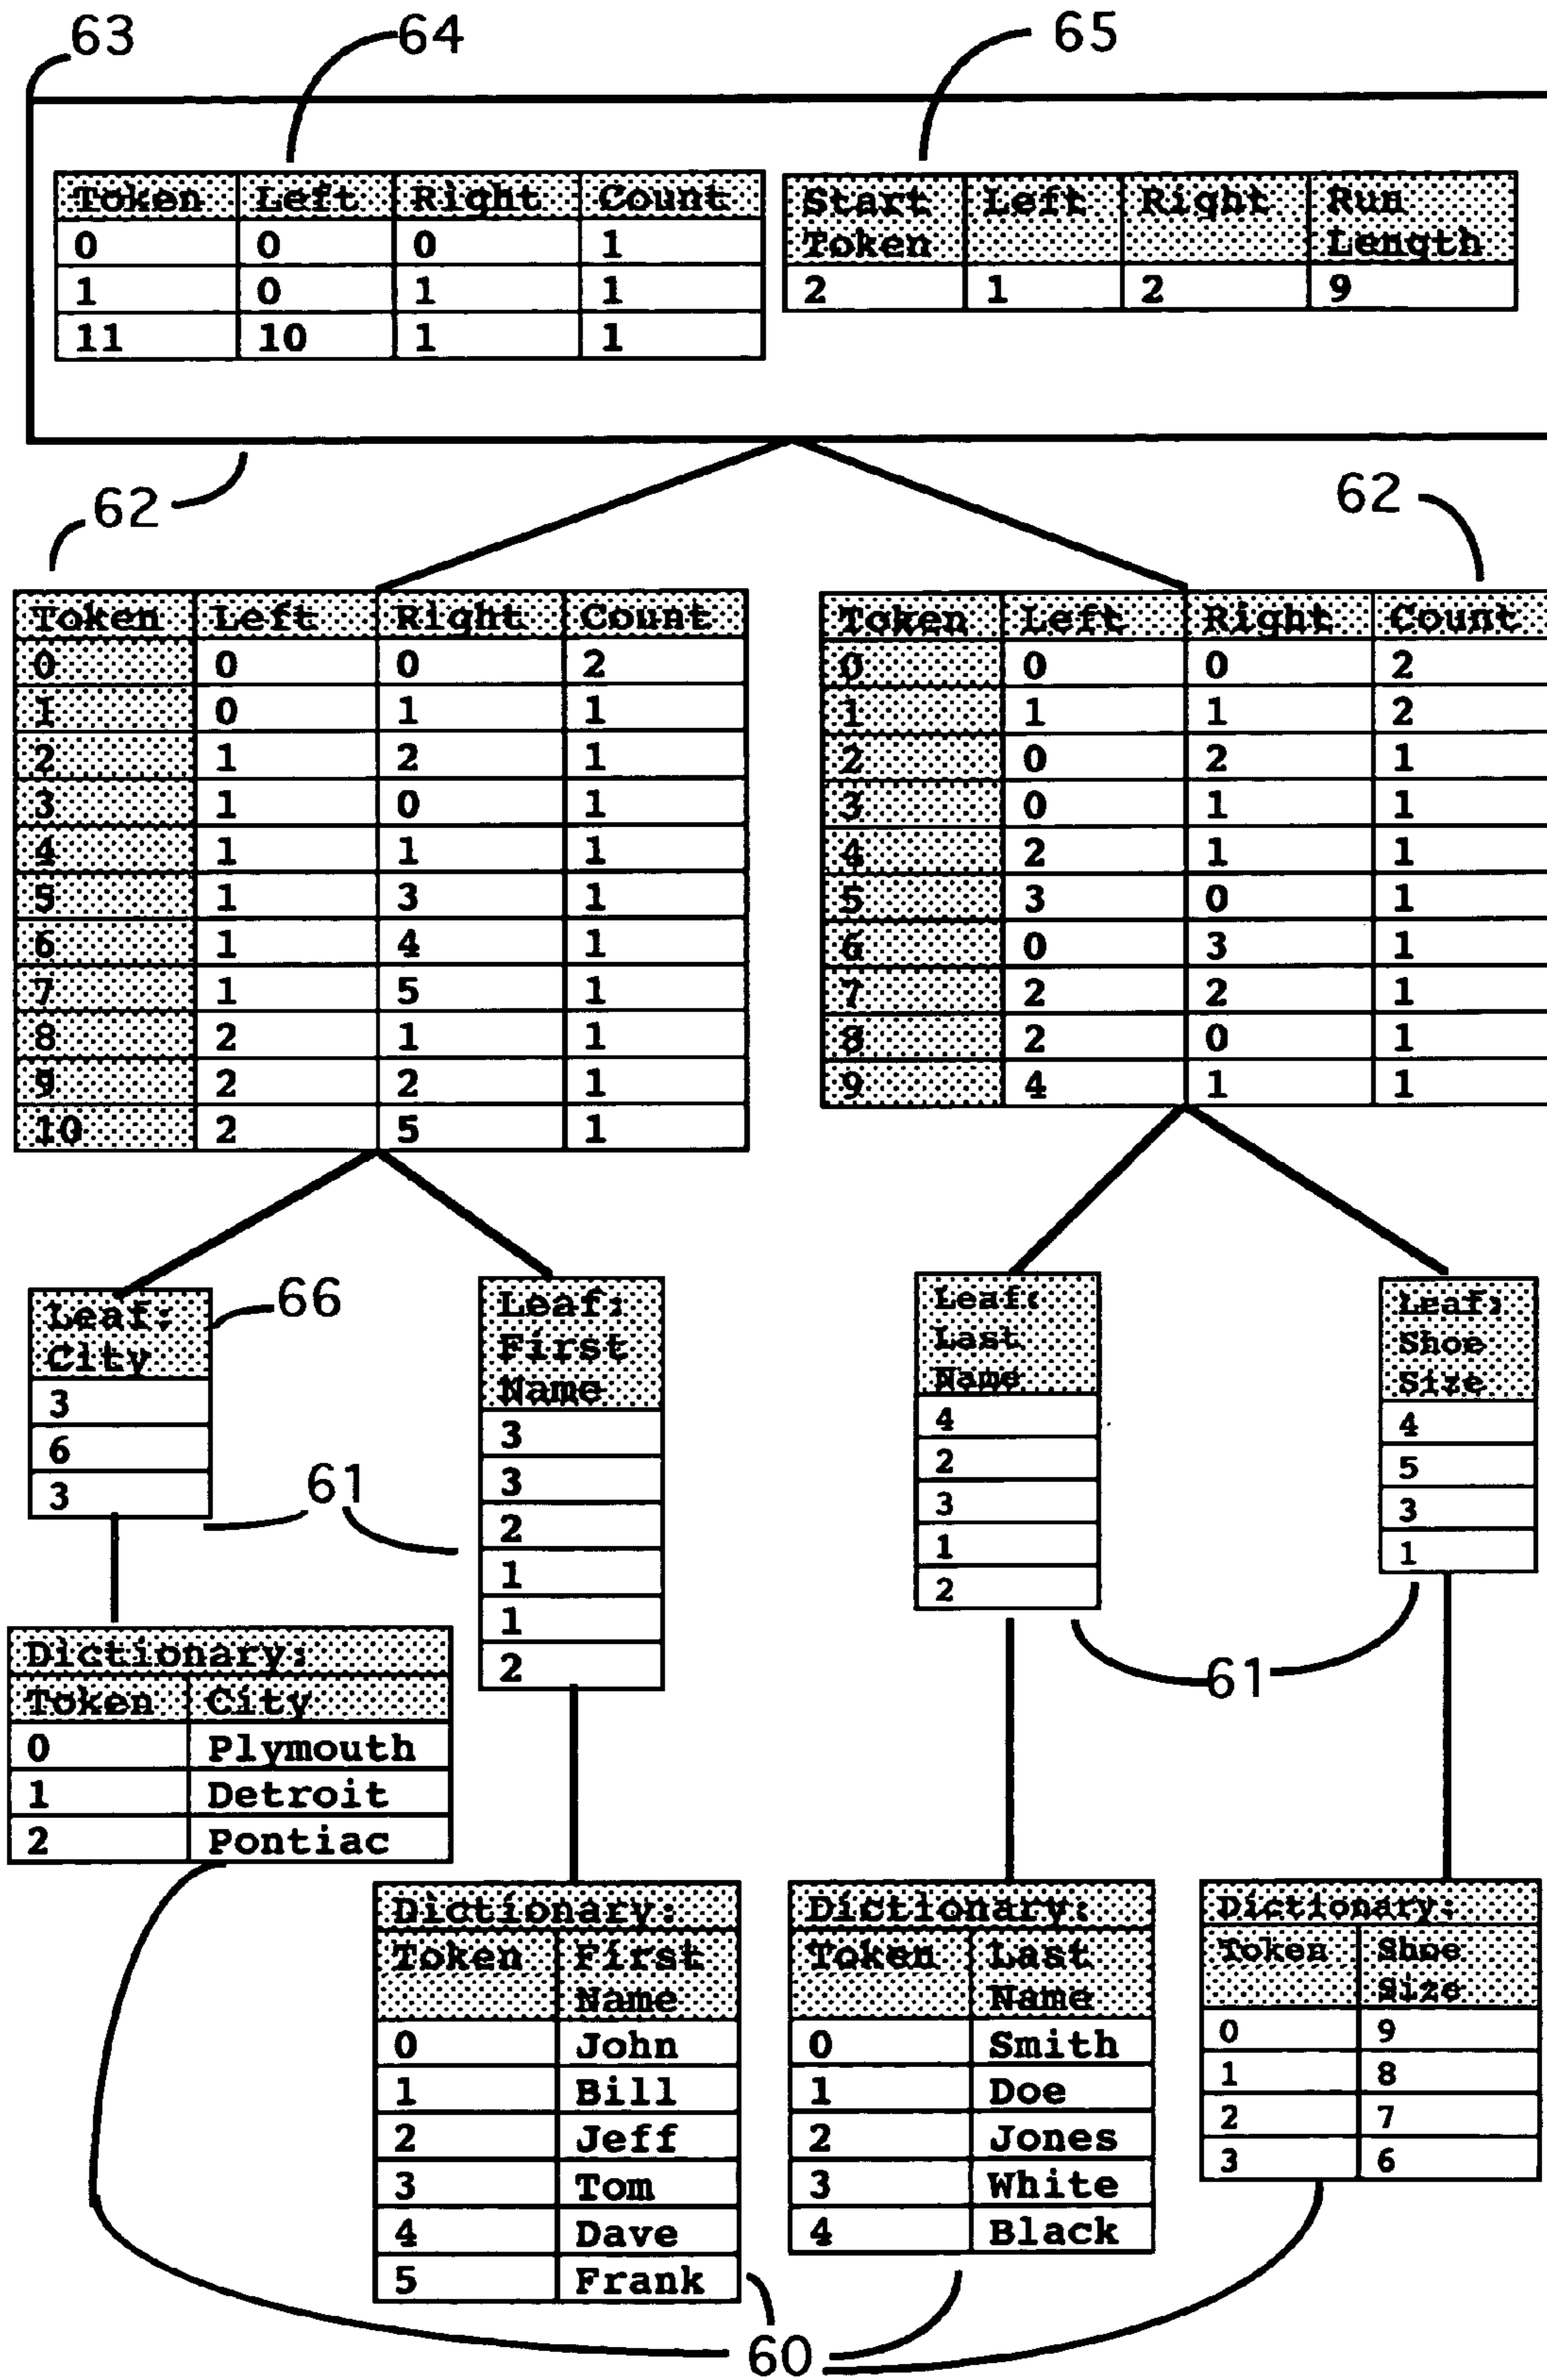 63
64
65
Token Left Right Count
0 0 0 1
1 0 1 1
11 10 1 1
Start Token Left Right Run Length
2 1 2 9
62
62
Token Left Right Count
0 0 0 2
1 0 1 1
2 1 2 1
3 1 0 1
4 1 1 1
5 1 3 1
6 1 4 1
7 1 5 1
8 2 1 1
9 2 2 1
10 2 5 1
Token Left Right Count
0 0 0 2
1 1 1 2
2 0 2 1
3 0 1 1
4 2 1 1
5 3 0 1
6 0 3 1
7 2 2 1
8 2 0 1
9 4 1 1
Leaf:
City
3
6
3
66
Leaf:
First
Name
3
3
2
1
1
2
61
Leaf:
Last
Name
4
2
3
1
2
Leaf:
Shoe
Size
4
5
3
1
61
Dictionary:
Token City
0 Plymouth
1 Detroit
2 Pontiac
Dictionary:
Token First
Name
0 John
1 Bill
2 Jeff
3 Tom
4 Dave
5 Frank
Dictionary:
Token Last
Name
0 Smith
1 Doe
2 Jones
3 White
4 Black
Dictionary:
Token Shoe
Size
0 9
1 8
2 7
3 6
60